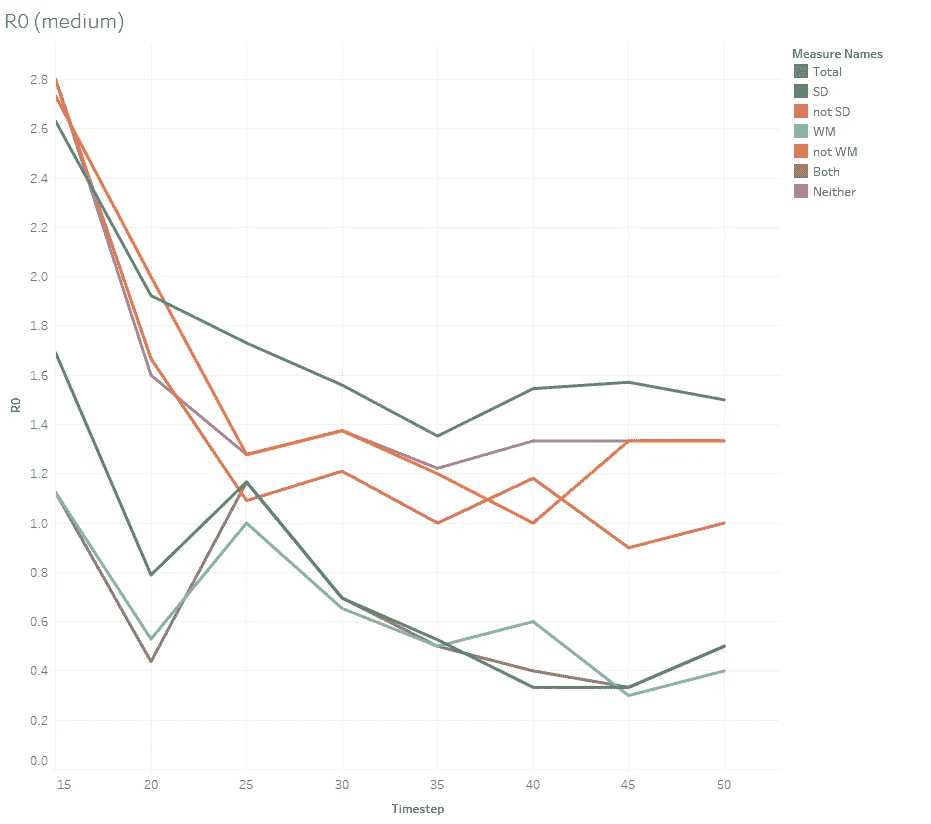 R0 (medium)
Measure Names
Total
SD
not SD
WM
not WM
Both
Neither
2.8
2.6
2.4
2.2
2.0
1.8
1.6
1.4
1.2
1.0
0.8
0.6
0.4
0.2
0.0
R0
15 20 25 30 35 40 45 50
Timestep